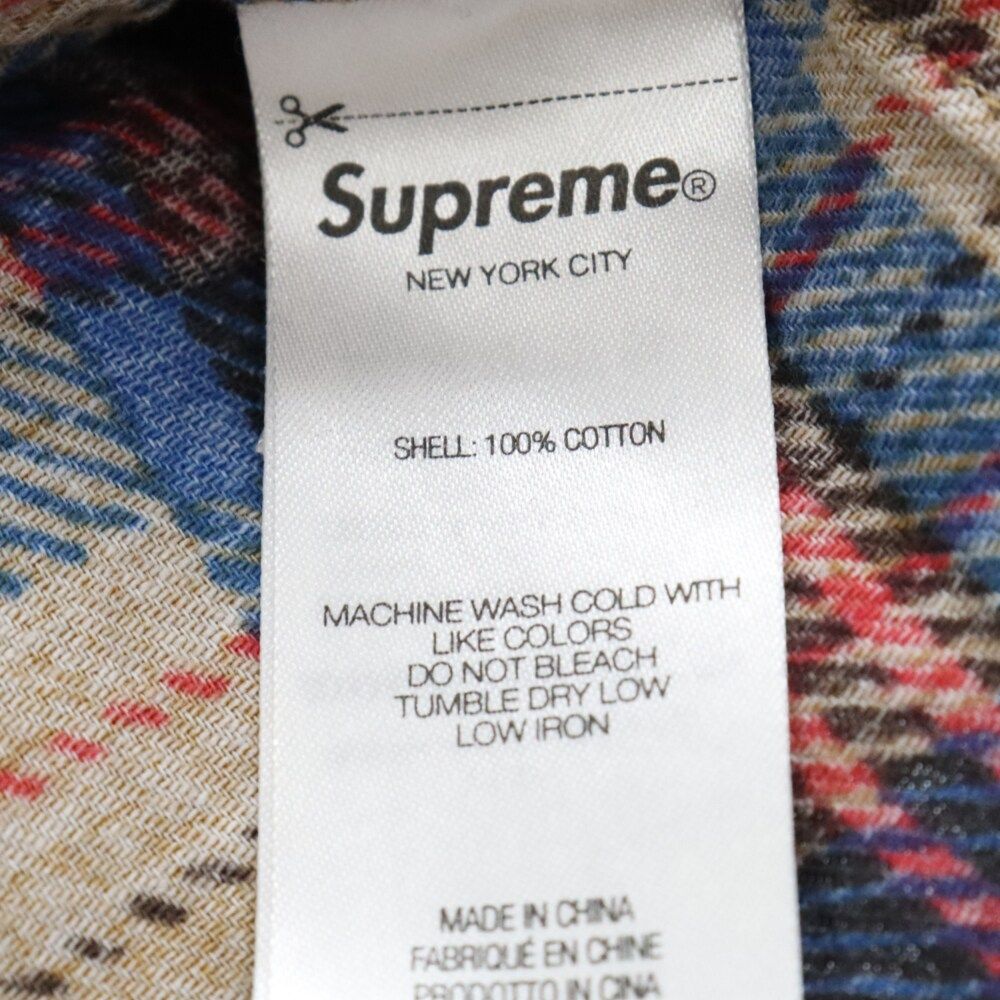 Supreme®
NEW YORK CITY
SHELL: 100% COTTON
MACHINE WASH COLD WITH
LIKE COLORS
DO NOT BLEACH
TUMBLE DRY LOW
LOW IRON
MADE IN CHINA
FABRIQUÉ EN CHINE
PRODOTTO IN CINA